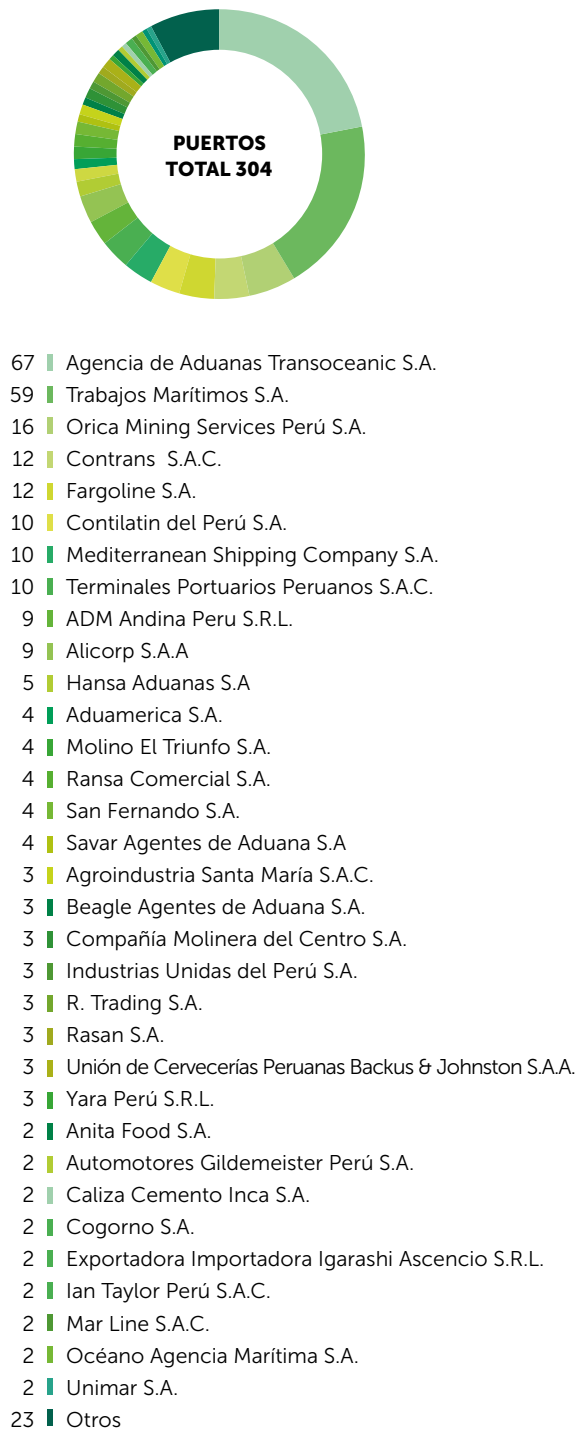 PUERTOS
TOTAL 304
67 Agencia de Aduanas Transoceanic S.A.
59 Trabajos Marítimos S.A.
16 Orica Mining Services Perú S.A.
12 Contrans S.A.C.
12 Fargoline S.A.
10 Contilatin del Perú S.A.
10 Mediterranean Shipping Company S.A.
10 Terminales Portuarios Peruanos S.A.C.
9 ADM Andina Peru S.R.L.
9 Alicorp S.A.A
5 Hansa Aduanas S.A
4 Aduamerica S.A.
4 Molino El Triunfo S.A.
4 Ransa Comercial S.A.
4 San Fernando S.A.
4 Savar Agentes de Aduana S.A
3 Agroindustria Santa María S.A.C.
3 Beagle Agentes de Aduana S.A.
3 Compañía Molinera del Centro S.A.
3 Industrias Unidas del Perú S.A.
3 R. Trading S.A.
3 Rasan S.A.
3 Unión de Cervecerías Peruanas Backus & Johnston S.A.A.
3 Yara Perú S.R.L.
2 Anita Food S.A.
2 Automotores Gildemeister Perú S.A.
2 Caliza Cemento Inca S.A.
2 Cogorno S.A.
2 Exportadora Importadora Igarashi Ascencio S.R.L.
2 Ian Taylor Perú S.A.C.
2 Mar Line S.A.C.
2 Océano Agencia Marítima S.A.
2 Unimar S.A.
23 Otros